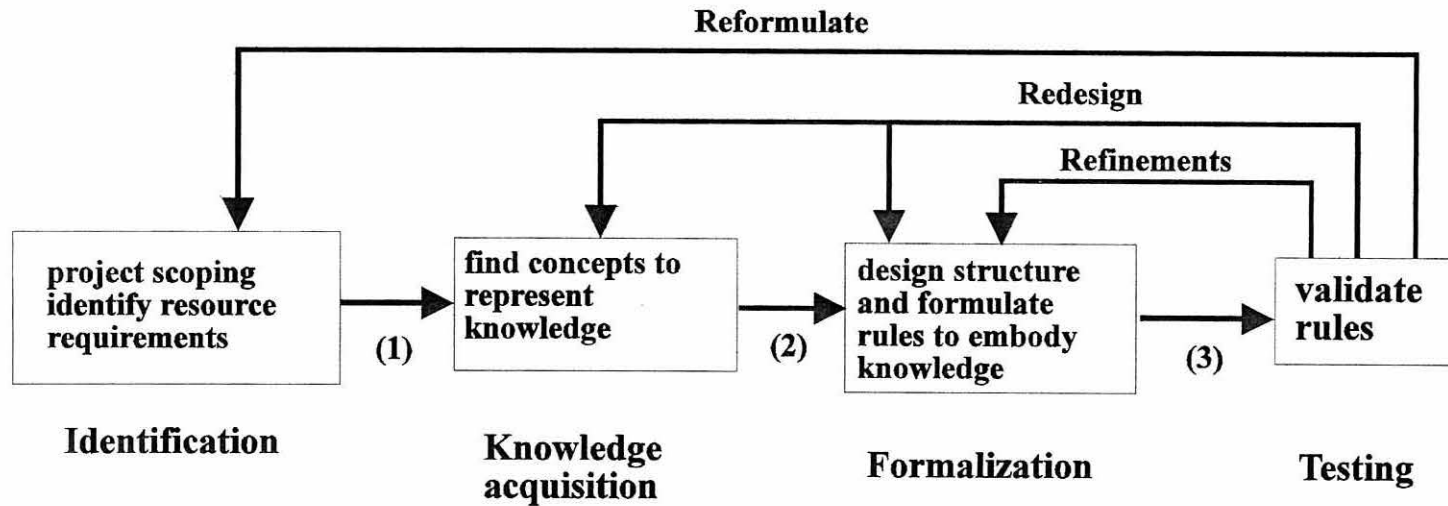 Reformulate
Redesign
Refinements
project scoping
identify resource
requirements
(1)
find concepts to
represent
knowledge
(2)
design structure
and formulate
rules to embody
knowledge
(3)
validate
rules
Identification
Knowledge
acquisition
Formalization
Testing